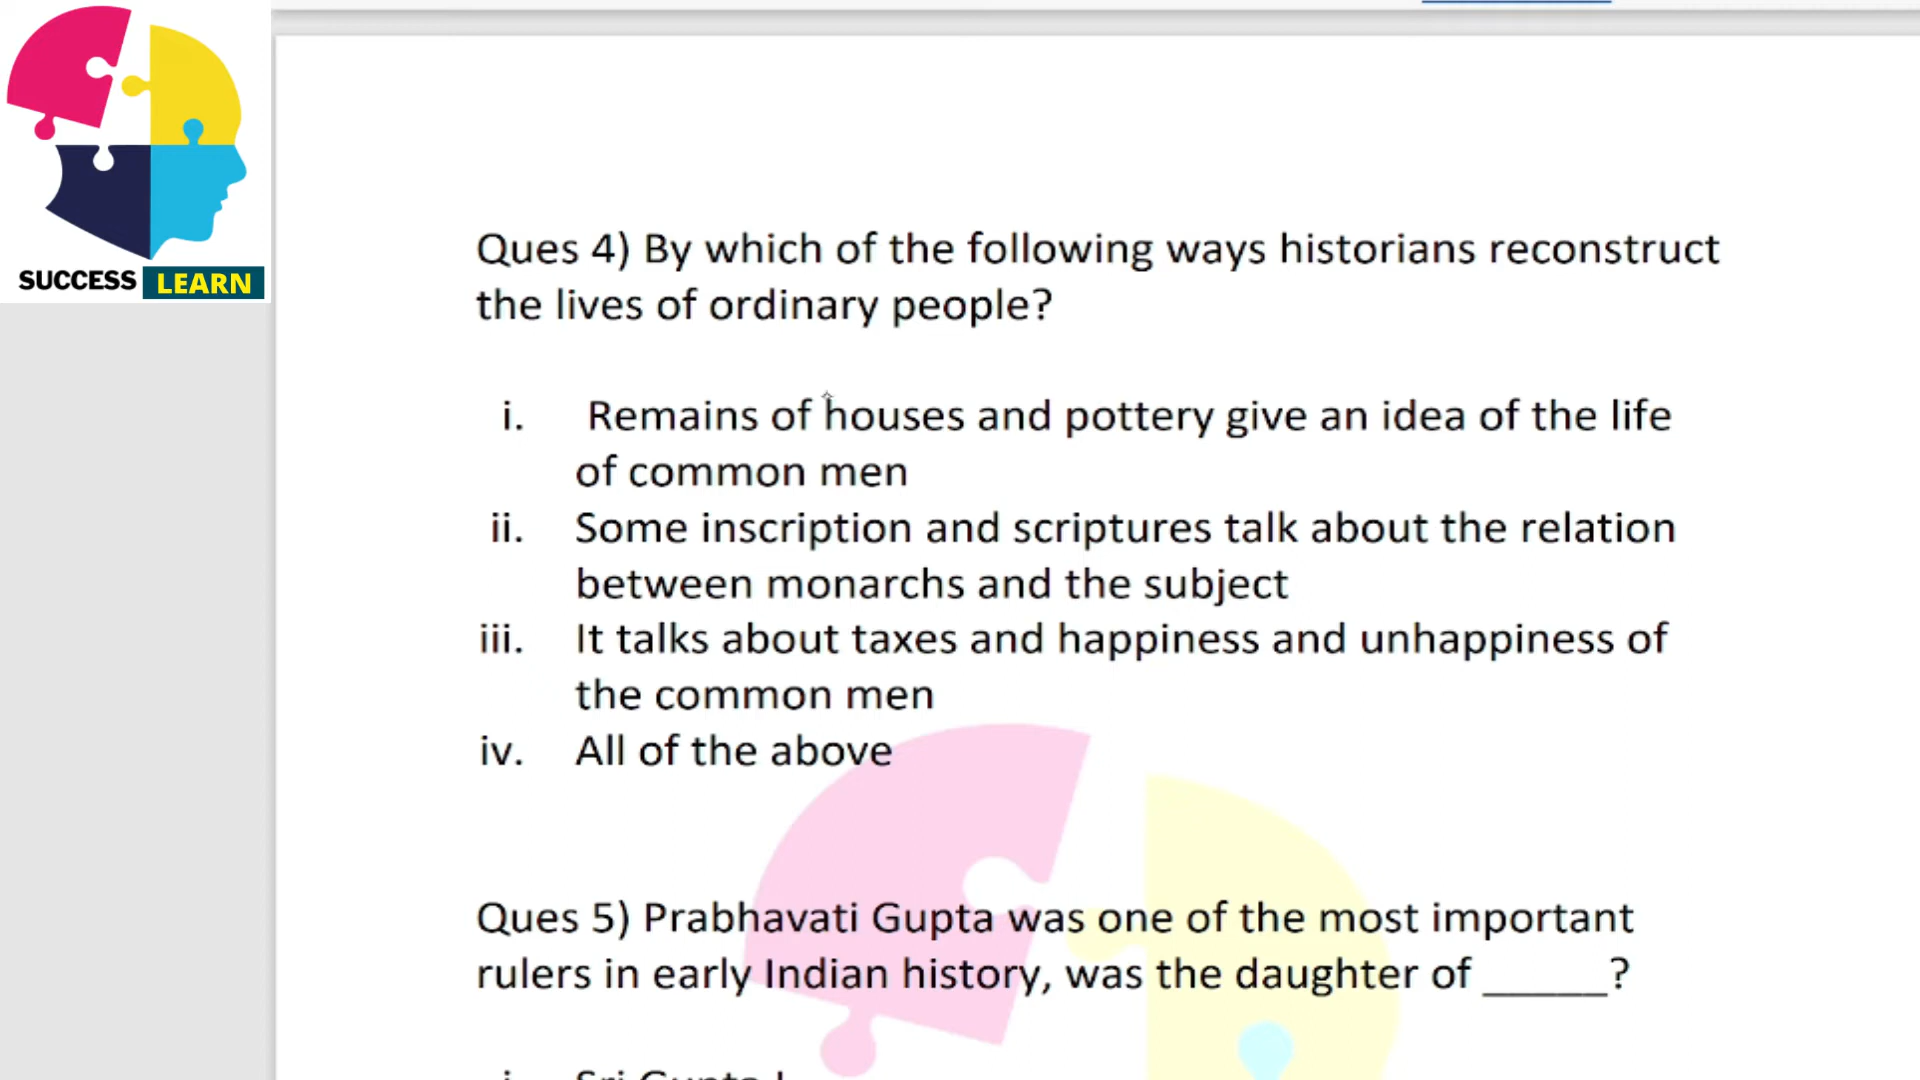 SUCCESS LEARN
Ques 4) By which of the following ways historians reconstruct
the lives of ordinary people?
i. Remains of houses and pottery give an idea of the life
of common men
ii. Some inscription and scriptures talk about the relation
between monarchs and the subject
iii. It talks about taxes and happiness and unhappiness of
the common men
iv. All of the above
Ques 5) Prabhavati Gupta was one of the most important
rulers in early Indian history, was the daughter of ______?
i. Sri Gupta I